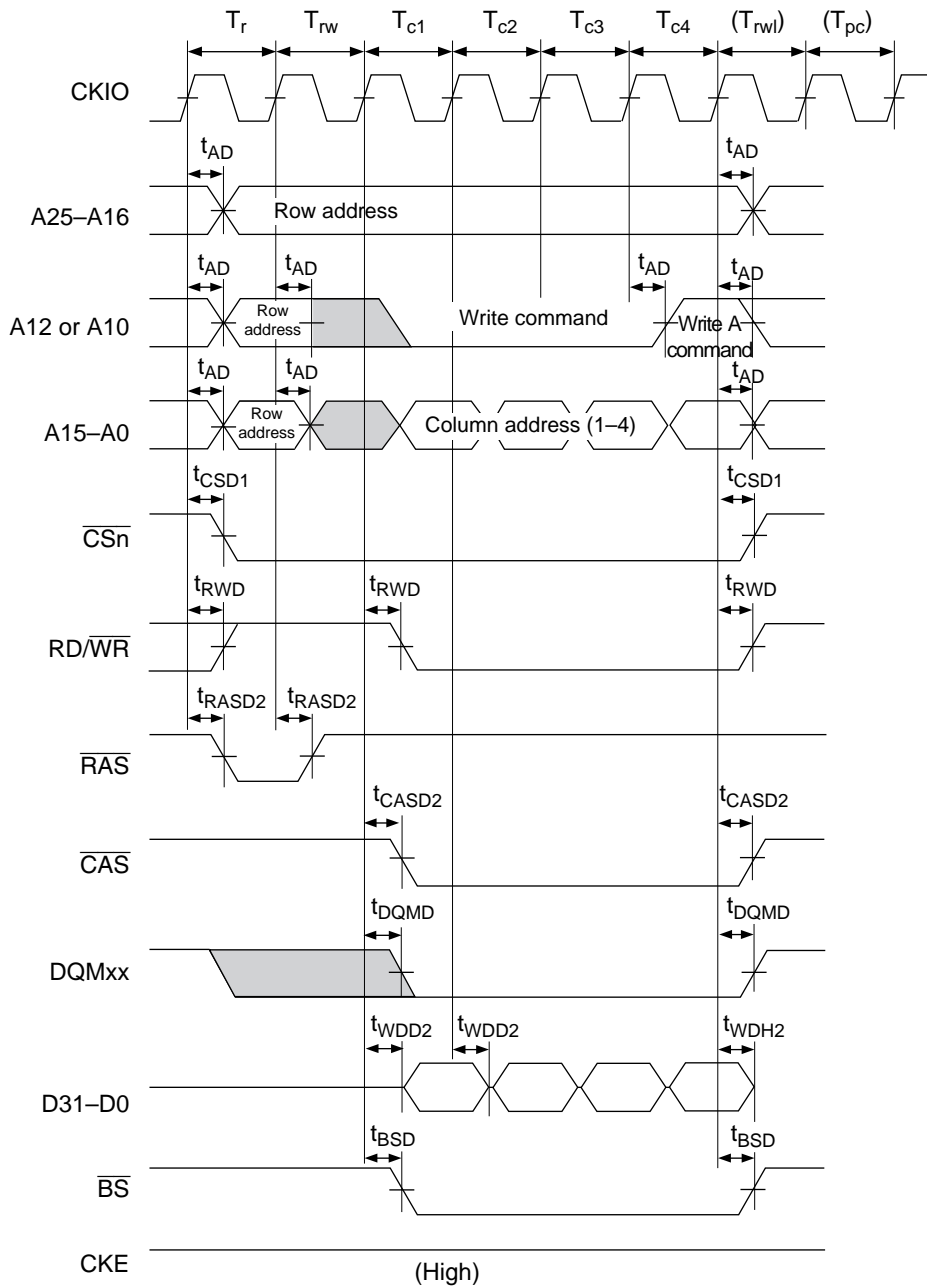 Tr Trw Tc1 Tc2 Tc3 Tc4 (Trwl) (Tpc)
CKIO
tAD tAD
A25–A16 Row address
tAD tAD tAD tAD
A12 or A10 Row address Write command Write A command
tAD tAD tAD
A15–A0 Row address Column address (1–4)
tCSD1 tCSD1
CSn
tRWD tRWD tRWD
RD/WR
tRASD2 tRASD2
RAS
tCASD2 tCASD2
CAS
tDQMD tDQMD
DQMxx
tWDD2 tWDD2 tWDH2
D31–D0
tBSD tBSD
BS
CKE (High)